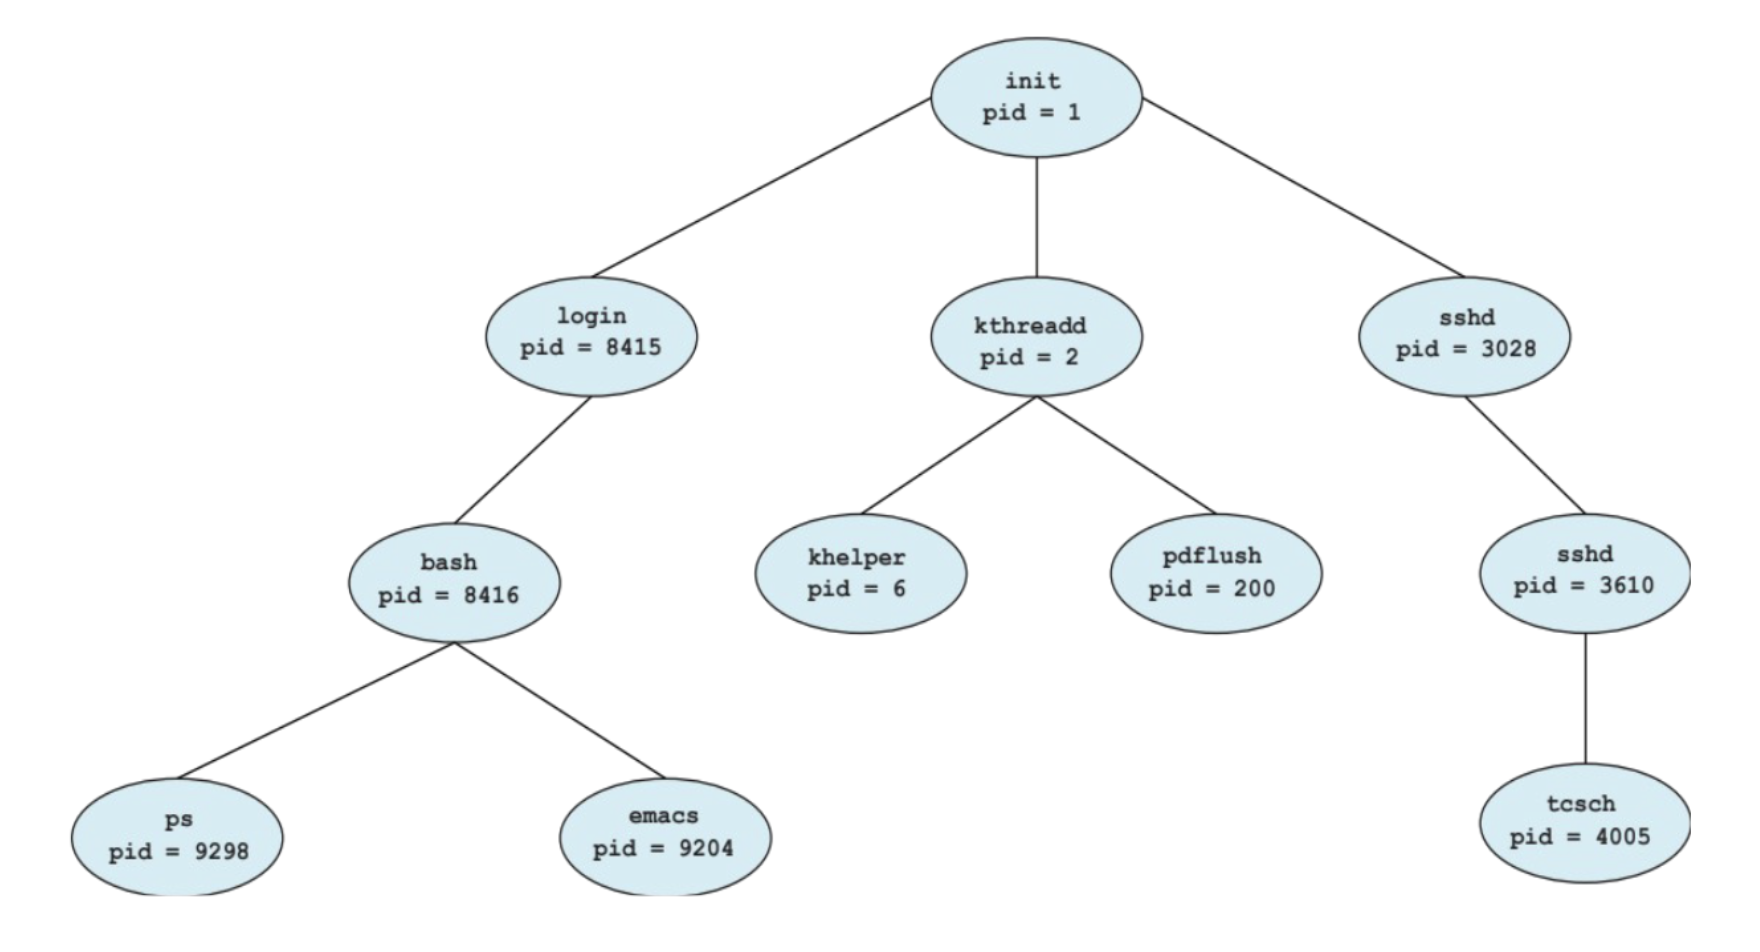 init
pid = 1
login
pid = 8415
kthreadd
pid = 2
sshd
pid = 3028
bash
pid = 8416
khelper
pid = 6
pdflush
pid = 200
sshd
pid = 3610
ps
pid = 9298
emacs
pid = 9204
tcsch
pid = 4005